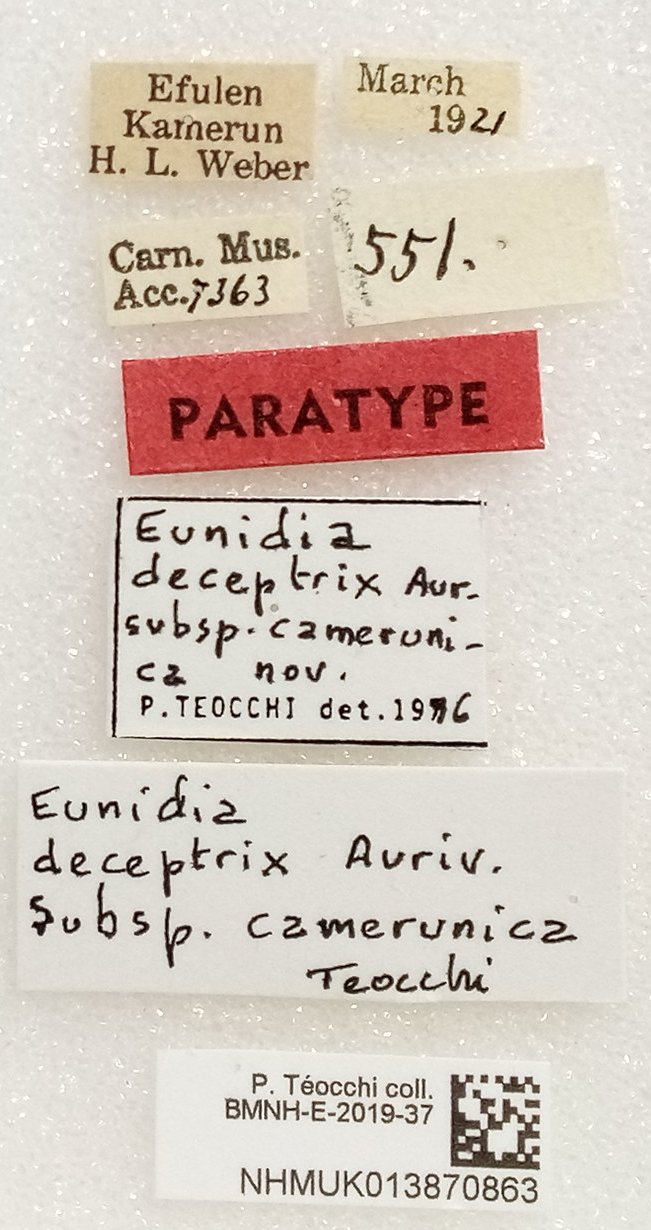 Efulen
Kamerun
H. L. Weber
March
1921
Carn. Mus.
Acc. 7363
551.
PARATYPE
Eunidia
deceptrix Aur.
subsp. cameruni-
ca nov.
P. TEOCCHI det. 1996
Eunidia
deceptrix Auriv.
Subsp. camerunica
Teocchi
P. Téocchi coll.
BMNH-E-2019-37
NHMUK013870863